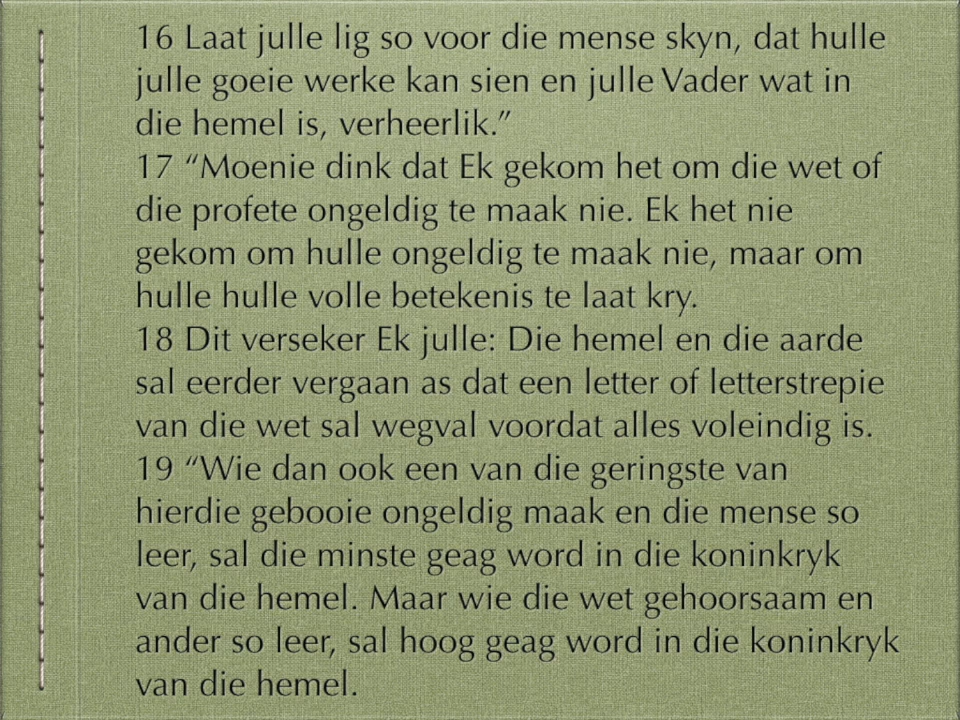 16 Laat julle lig so voor die mense skyn, dat hulle
julle goeie werke kan sien en julle Vader wat in
die hemel is, verheerlik.”
17 “Moenie dink dat Ek gekom het om die wet of
die profete ongeldig te maak nie. Ek het nie
gekom om hulle ongeldig te maak nie, maar om
hulle hulle volle betekenis te laat kry.
18 Dit verseker Ek julle: Die hemel en die aarde
sal eerder vergaan as dat een letter of letterstrepie
van die wet sal wegval voordat alles voleindig is.
19 “Wie dan ook een van die geringste van
hierdie gebooie ongeldig maak en die mense so
leer, sal die minste geag word in die koninkryk
van die hemel. Maar wie die wet gehoorsaam en
ander so leer, sal hoog geag word in die koninkryk
van die hemel.